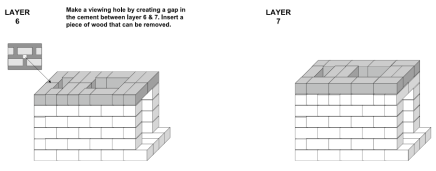 LAYER
6
Make a viewing hole by creating a gap in
the cement between layer 6 & 7. Insert a
piece of wood that can be removed.
LAYER
7